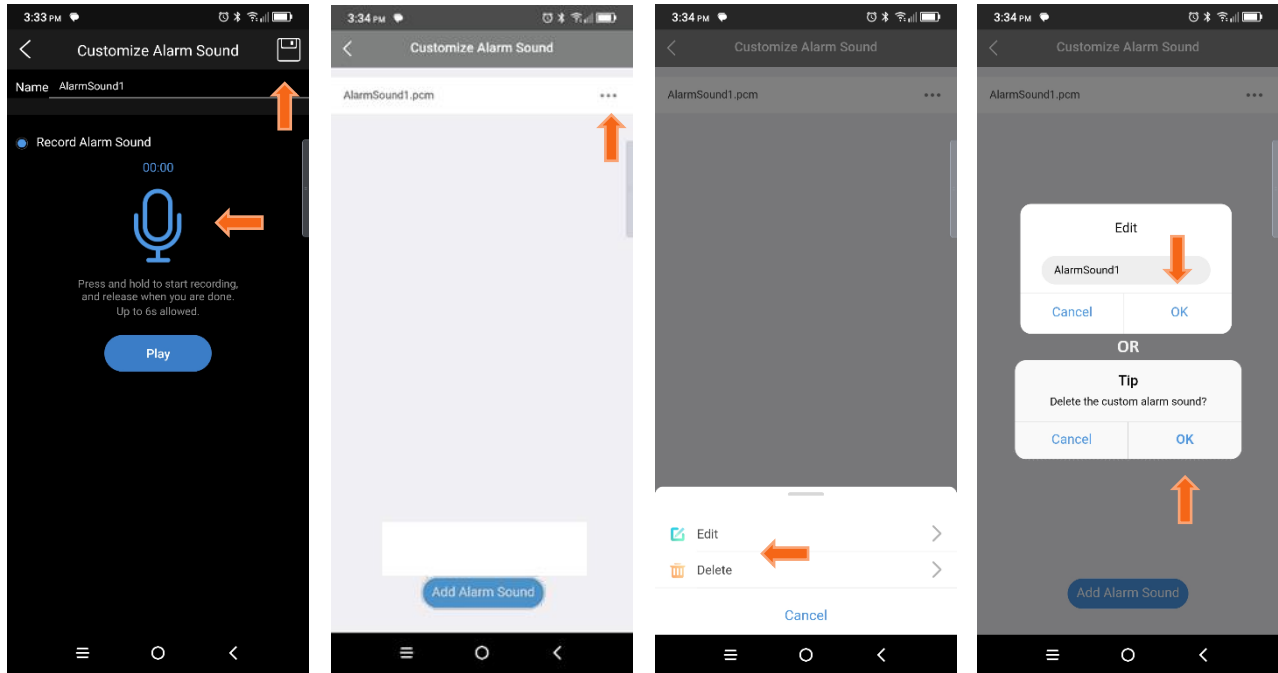 3:33 PM
Customize Alarm Sound
Name AlarmSound1
Record Alarm Sound
00:00
Press and hold to start recording,
and release when you are done.
Up to 6s allowed.
Play
3:34 PM
Customize Alarm Sound
AlarmSound1.pcm
Add Alarm Sound
3:34 PM
Customize Alarm Sound
AlarmSound1.pcm
Edit
Delete
Cancel
3:34 PM
Customize Alarm Sound
AlarmSound1.pcm
Edit
AlarmSound1
Cancel OK
OR
Tip
Delete the custom alarm sound?
Cancel OK
Add Alarm Sound